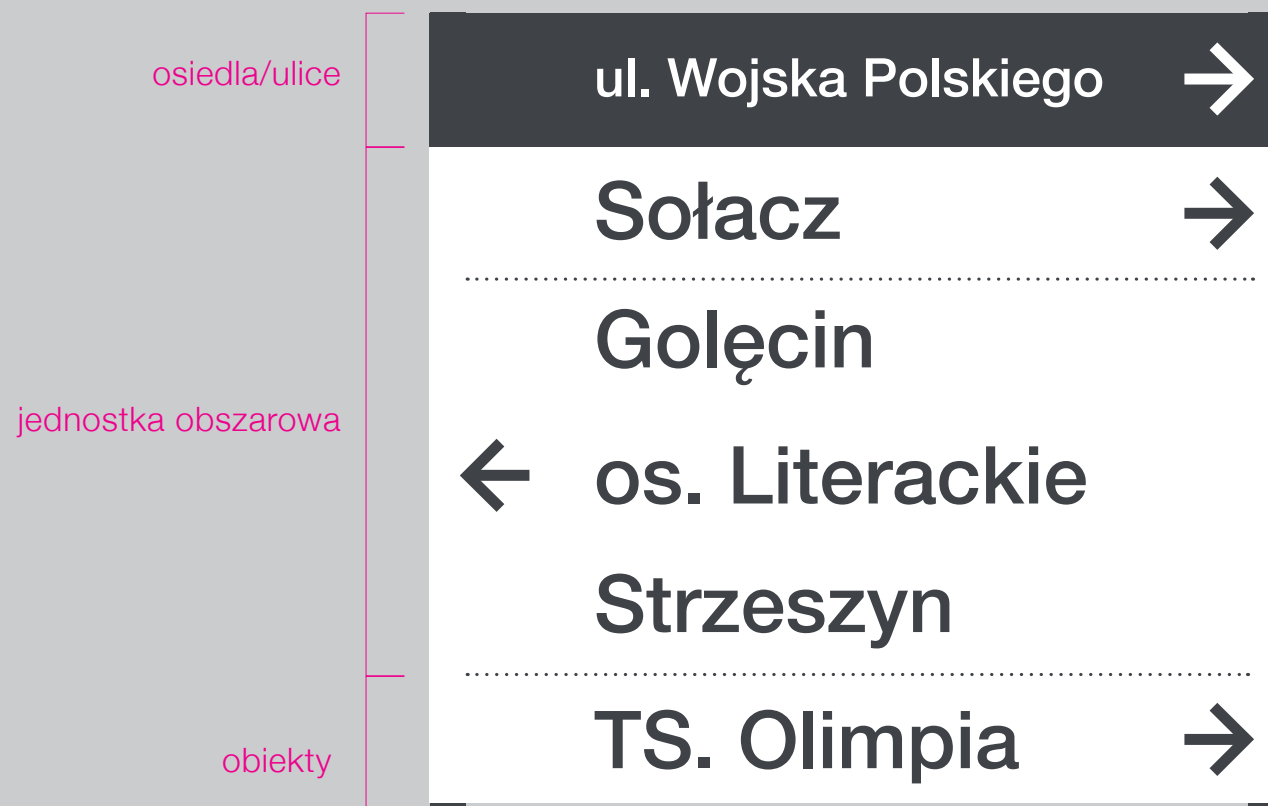 osiedla/ulice
ul. Wojska Polskiego →
Sołacz →
Golęcin
jednostka obszarowa
← os. Literackie
Strzeszyn
obiekty
TS. Olimpia →